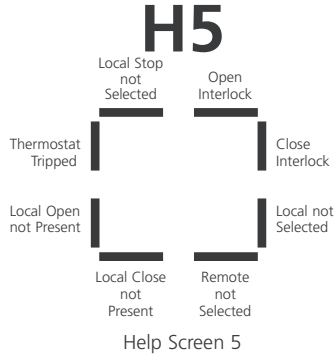 H5
Local Stop
not
Selected
Open
Interlock
Thermostat
Tripped
Close
Interlock
Local Open
not Present
Local not
Selected
Local Close
not
Present
Remote
not
Selected
Help Screen 5